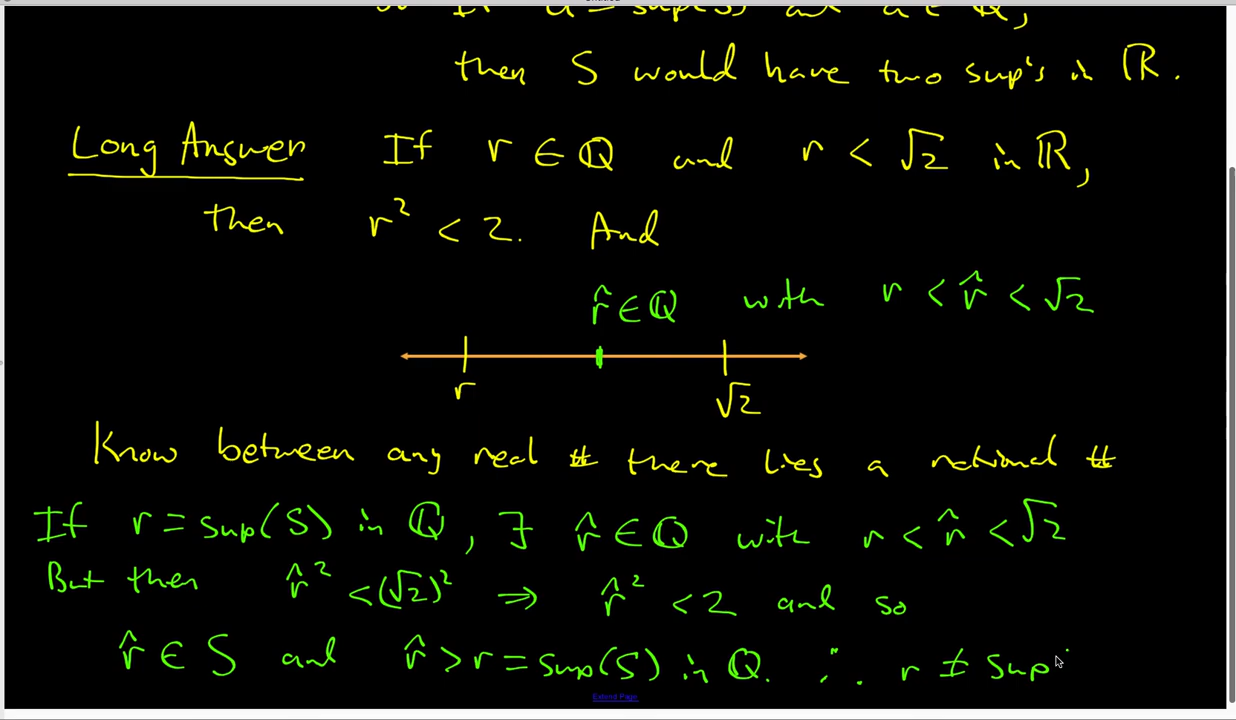 then S would have two sup's in ℝ.
Long Answer If r ∈ ℚ and r < √2 in ℝ,
then r² < 2. And
r̂ ∈ ℚ with r < r̂ < √2
r √2
Know between any real # there lies a rational #
If r = sup(S) in ℚ, ∃ r̂ ∈ ℚ with r < r̂ < √2
But then r̂² < (√2)² ⇒ r̂² < 2 and so
r̂ ∈ S and r̂ > r = sup(S) in ℚ. ∴ r ≠ sup
Extend Page